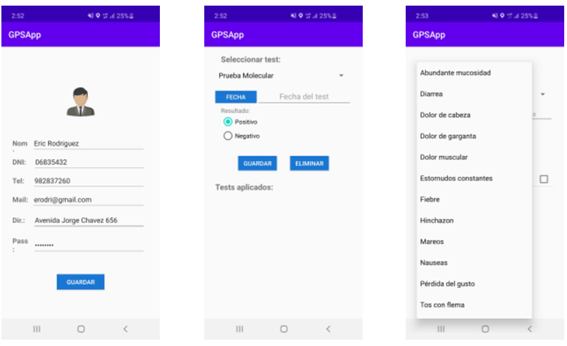 2:52
25%
GPSApp
Nom
:
Eric Rodriguez
DNI: 06835432
Tel: 982837260
Mail: erodri@gmail.com
Dir.: Avenida Jorge Chavez 656
Pass
:
........
GUARDAR
2:52
25%
GPSApp
Seleccionar test:
Prueba Molecular
FECHA Fecha del test
Resultado:
Positivo
Negativo
GUARDAR ELIMINAR
Tests aplicados:
2:53
25%
GPSApp
Abundante mucosidad
Diarrea
Dolor de cabeza
Dolor de garganta
Dolor muscular
Estornudos constantes
Fiebre
Hinchazon
Mareos
Nauseas
Pérdida del gusto
Tos con flema